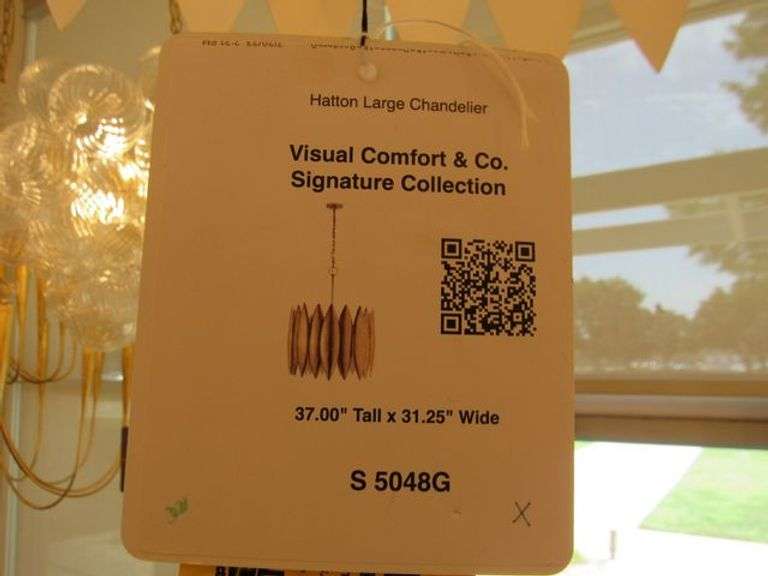 Hatton Large Chandelier
Visual Comfort & Co.
Signature Collection
37.00" Tall x 31.25" Wide
S 5048G
X